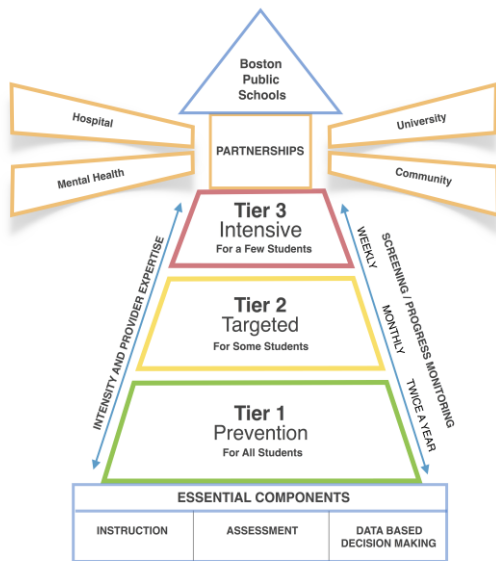 Boston
Public
Schools
Hospital
University
PARTNERSHIPS
Mental Health
Community
Tier 3
Intensive
For a Few Students
INTENSITY AND PROVIDER EXPERTISE
WEEKLY
SCREENING / PROGRESS MONITORING
Tier 2
Targeted
For Some Students
MONTHLY
Tier 1
Prevention
For All Students
TWICE A YEAR
ESSENTIAL COMPONENTS
INSTRUCTION
ASSESSMENT
DATA BASED
DECISION MAKING